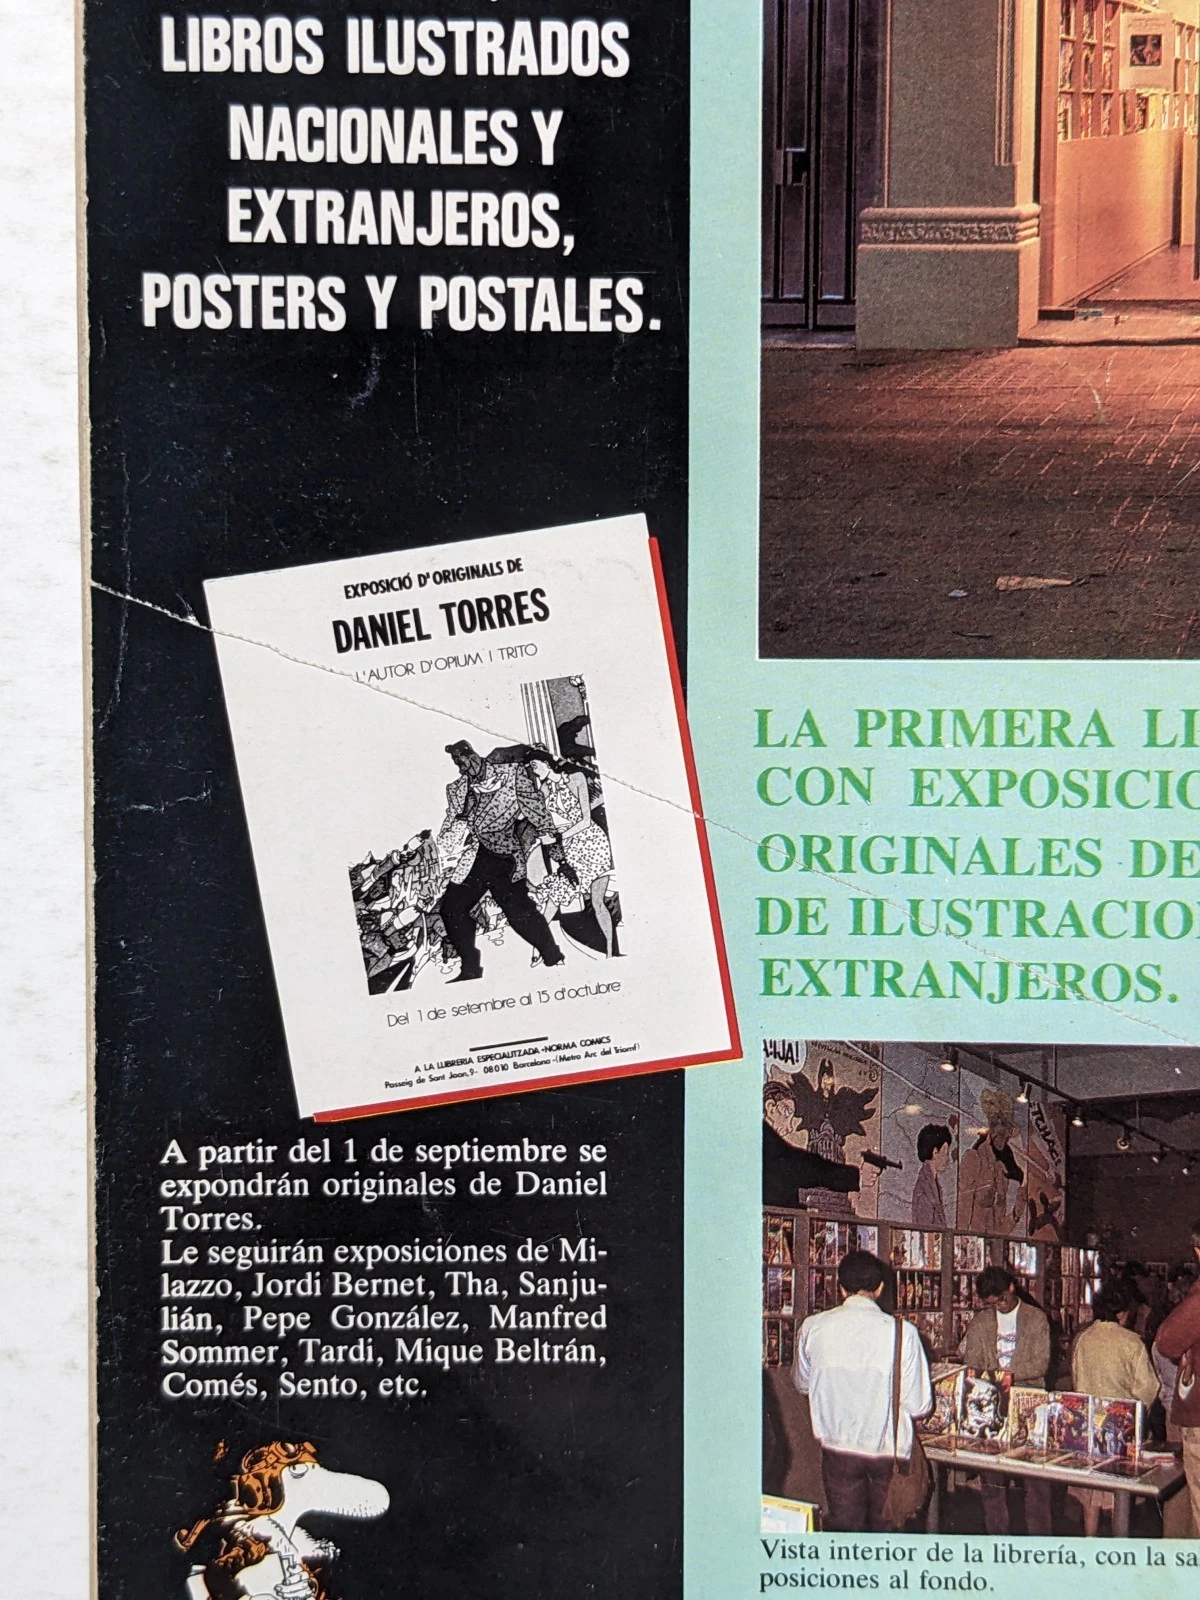 LIBROS ILUSTRADOS
NACIONALES Y
EXTRANJEROS,
POSTERS Y POSTALES.
EXPOSICIÓ D'ORIGINALS DE
DANIEL TORRES
L'AUTOR D'OPIUM I TRITO
Del 1 de setembre al 15 d'octubre
A LA LLIBRERIA ESPECIALITZADA -NORMA COMICS
Passeig de Sant Joan, 9- 08010 Barcelona -(Metro Arc del Triomf)
A partir del 1 de septiembre se
expondrán originales de Daniel
Torres.
Le seguirán exposiciones de Mi-
lazzo, Jordi Bernet, Tha, Sanju-
lián, Pepe González, Manfred
Sommer, Tardi, Mique Beltrán,
Comés, Sento, etc.
LA PRIMERA LI
CON EXPOSICIO
ORIGINALES DE
DE ILUSTRACIO
EXTRANJEROS.
RAW
Vista interior de la librería, con la sa
posiciones al fondo.